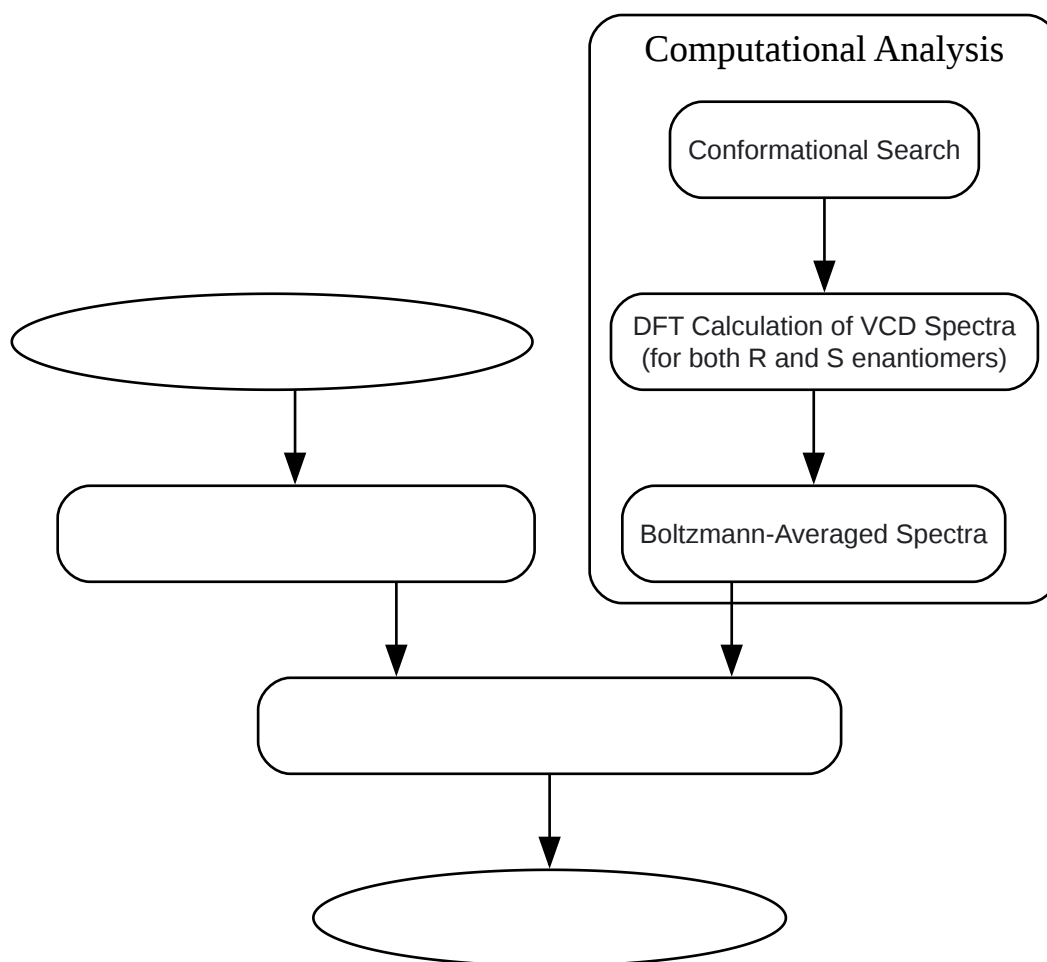 Computational Analysis
Conformational Search
DFT Calculation of VCD Spectra
(for both R and S enantiomers)
Boltzmann-Averaged Spectra